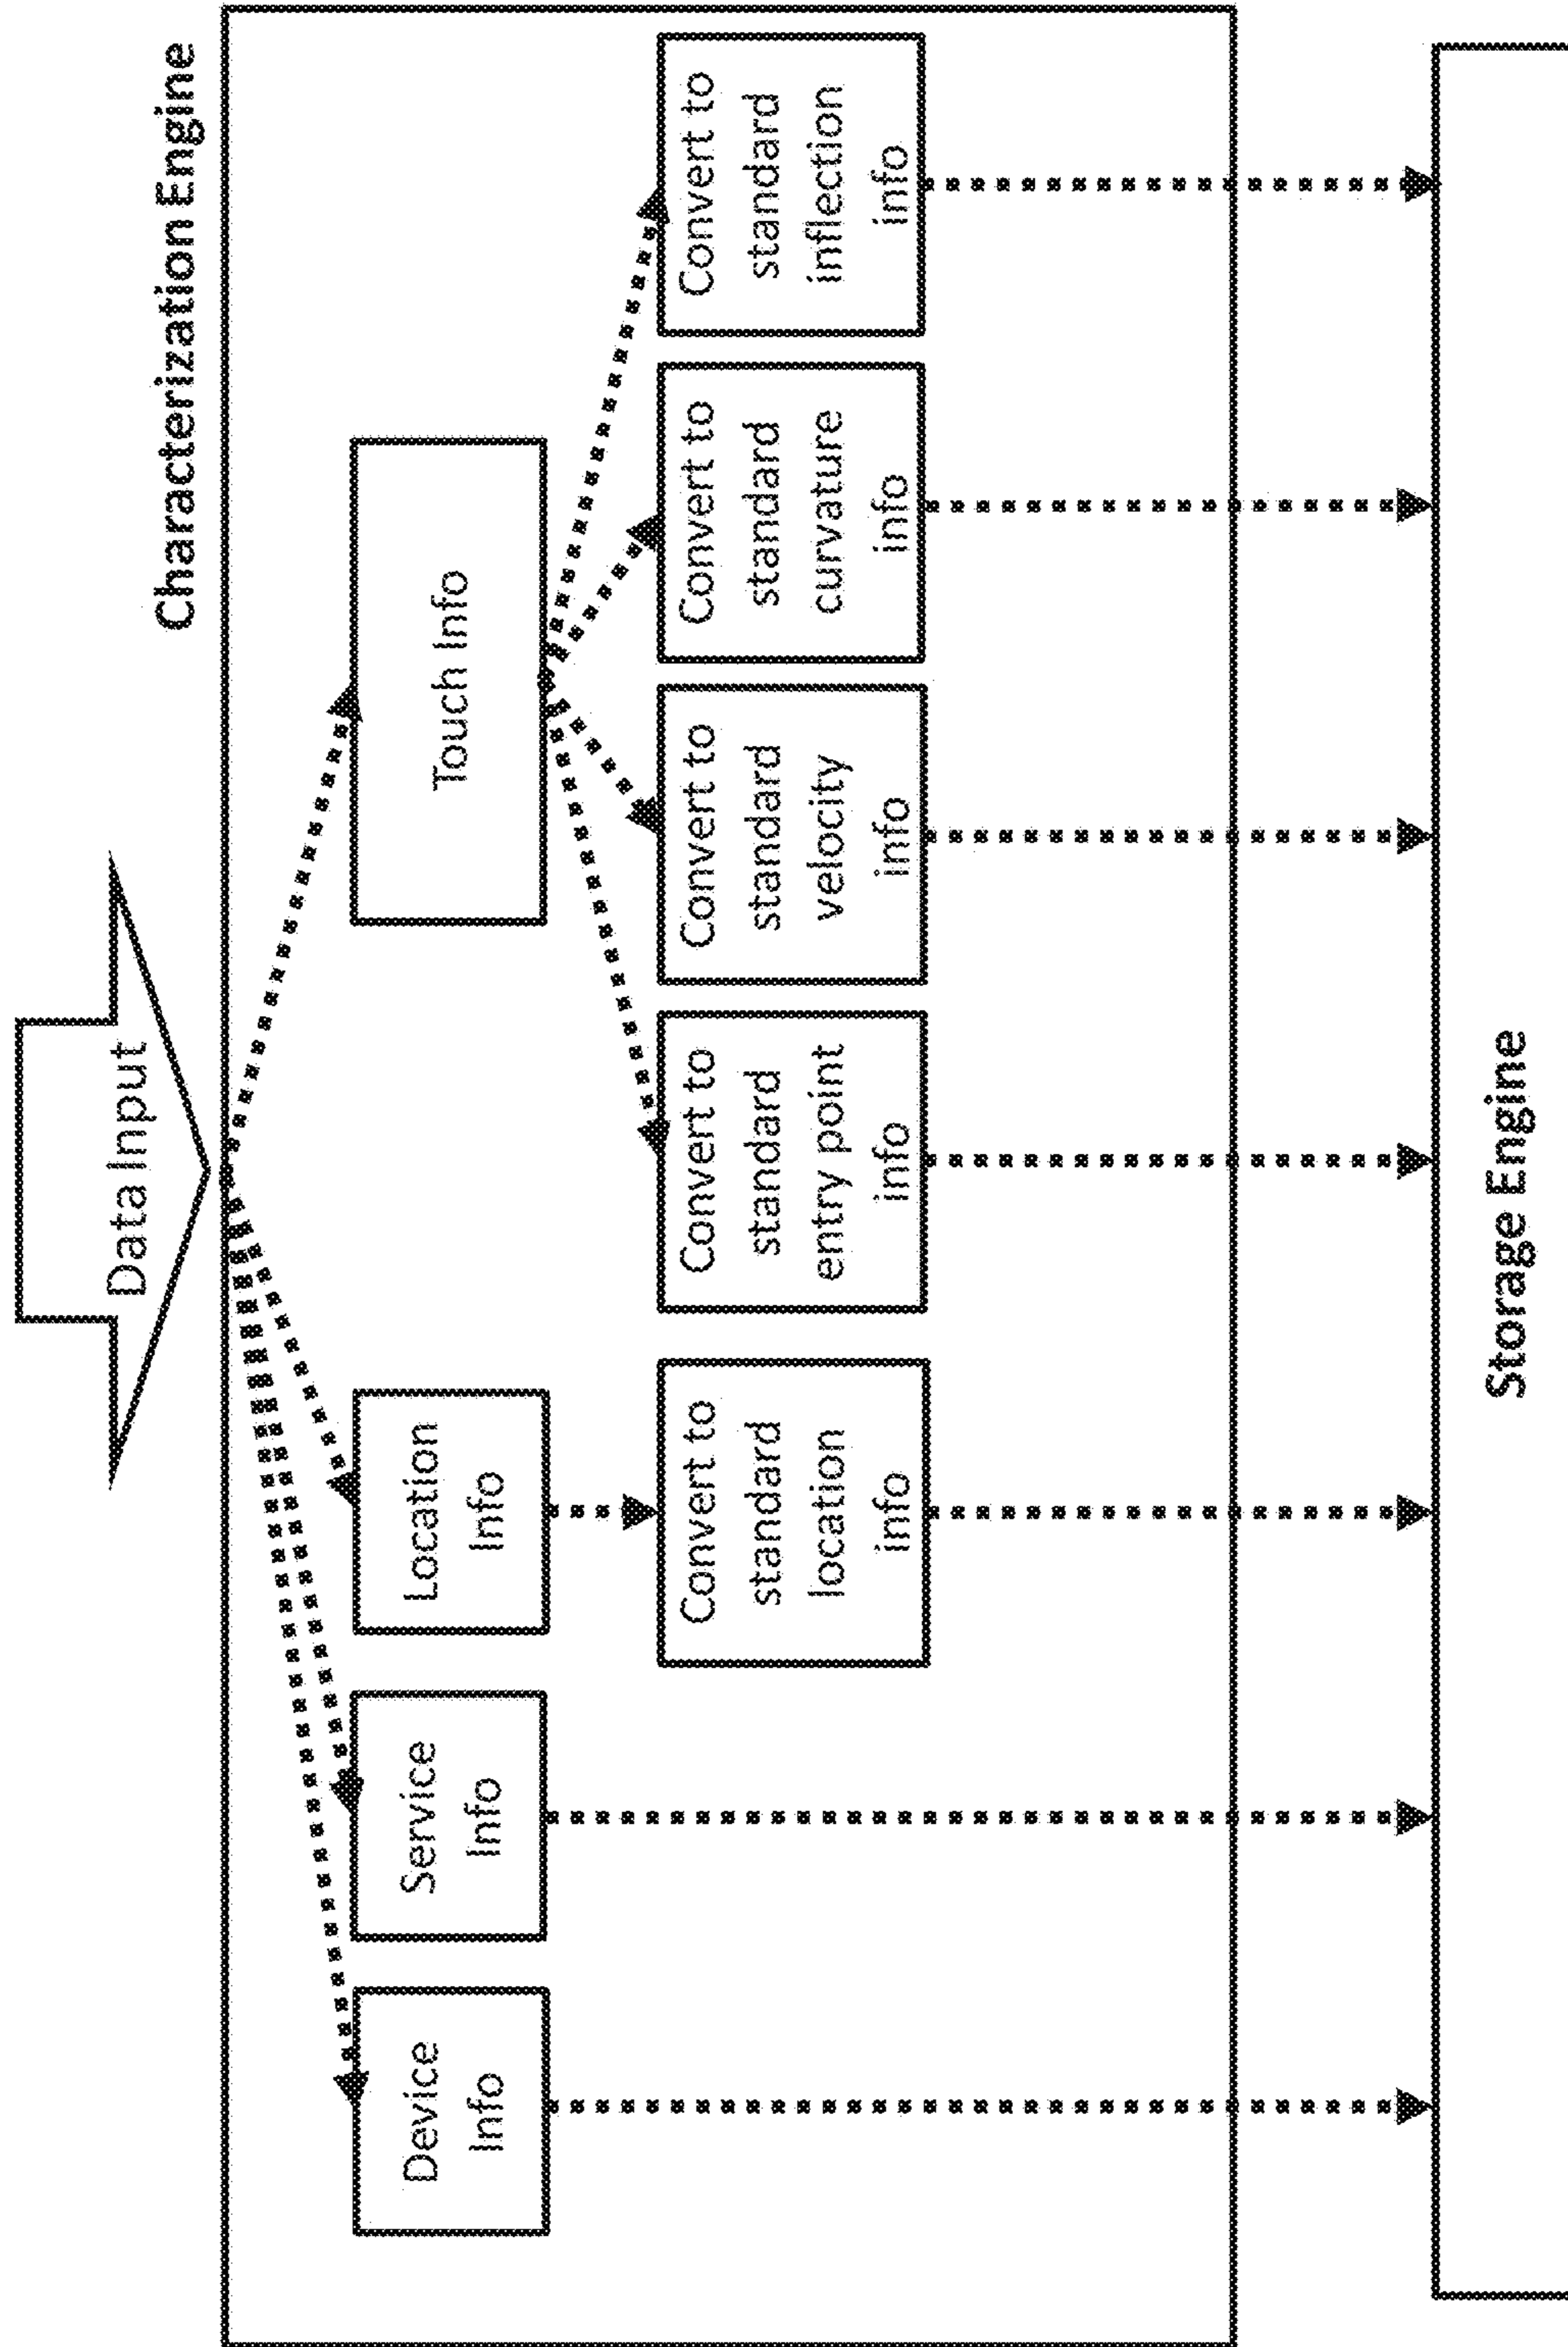 Data Input
Characterization Engine
Device
Info
Service
Info
Location
Info
Touch Info
Convert to
standard
location
info
Convert to
standard
entry point
info
Convert to
standard
velocity
info
Convert to
standard
curvature
info
Convert to
standard
inflection
info
Storage Engine